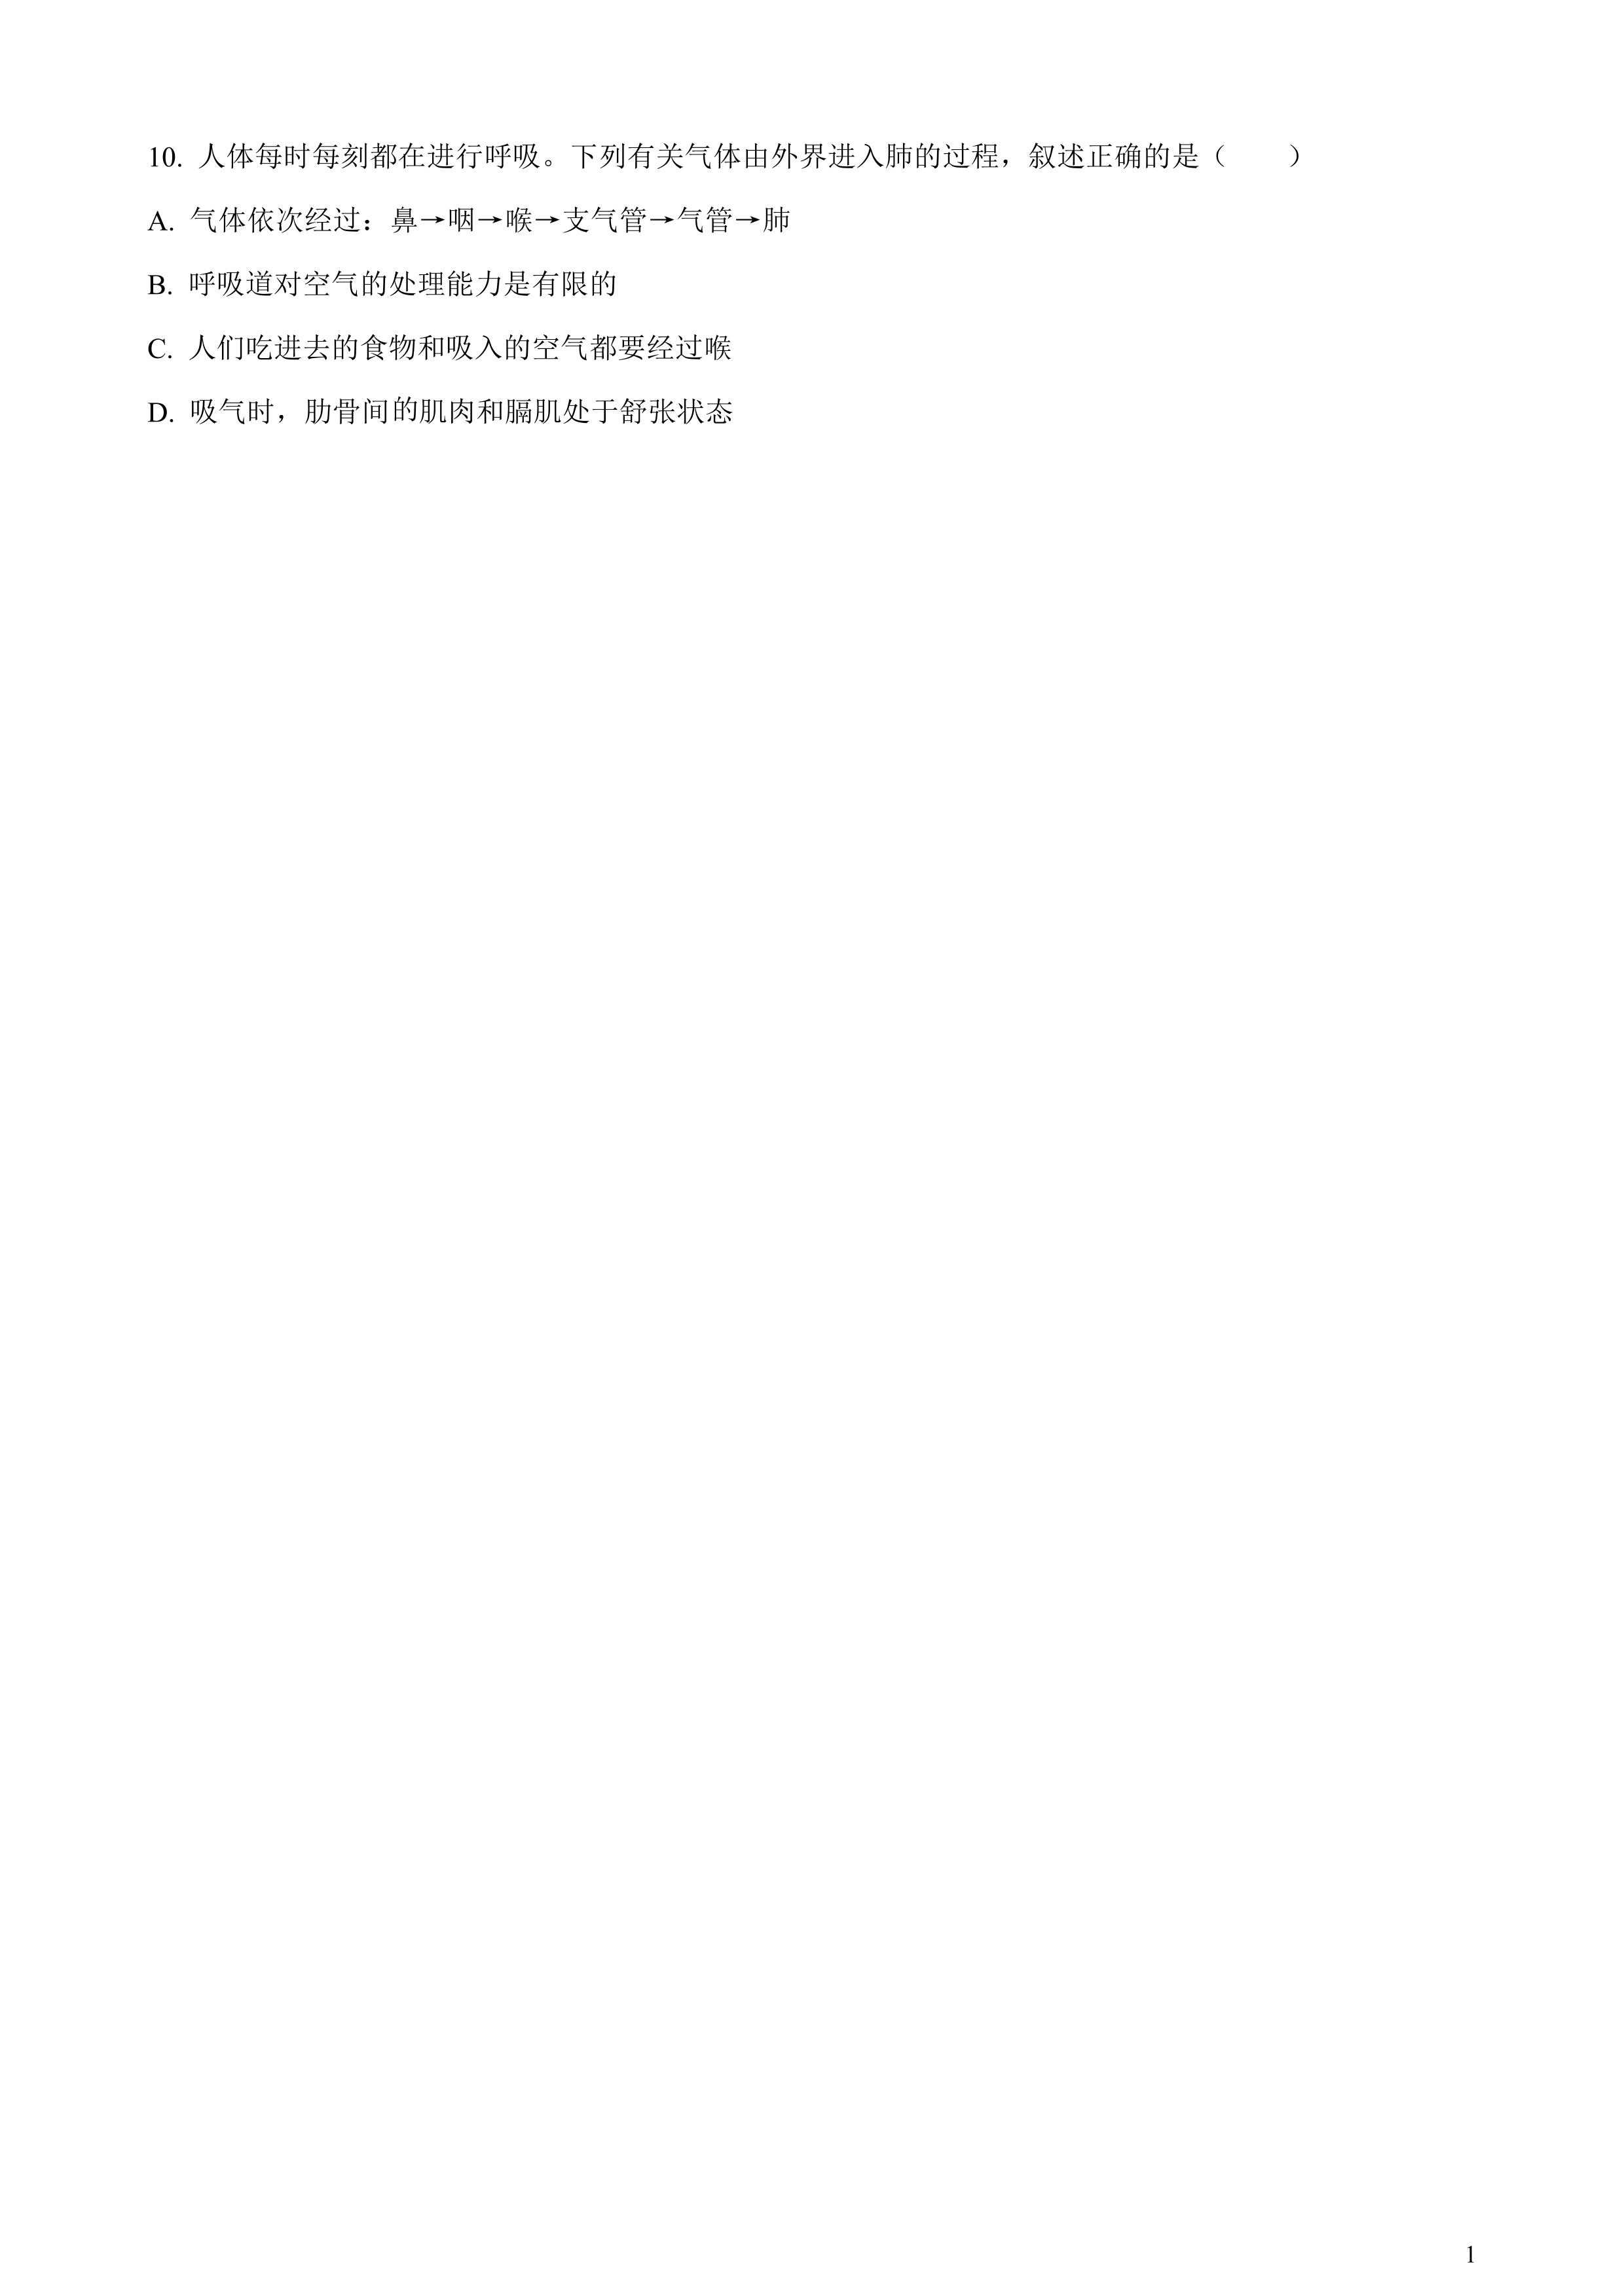 10. 人体每时每刻都在进行呼吸。下列有关气体由外界进入肺的过程，叙述正确的是（　　）
A. 气体依次经过：鼻→咽→喉→支气管→气管→肺
B. 呼吸道对空气的处理能力是有限的
C. 人们吃进去的食物和吸入的空气都要经过喉
D. 吸气时，肋骨间的肌肉和膈肌处于舒张状态
1